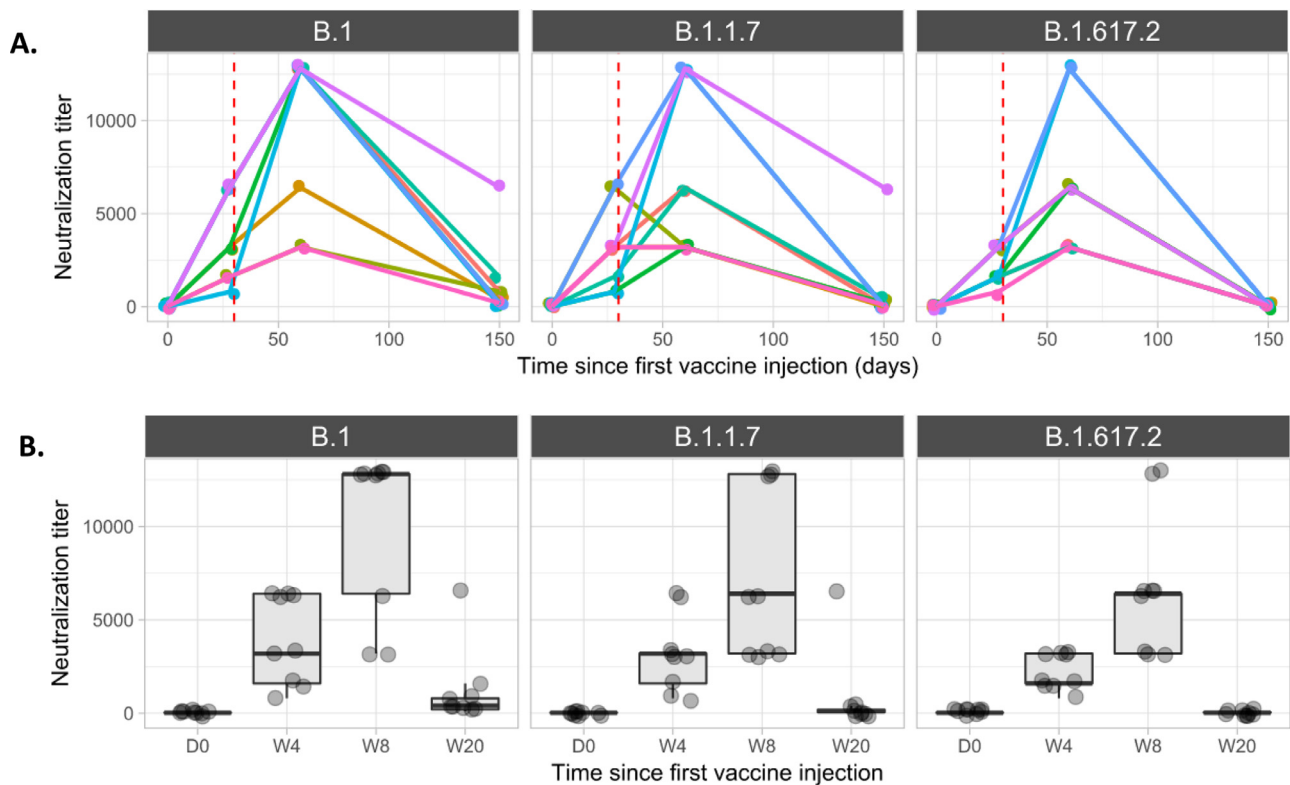 A.
B.1 B.1.1.7 B.1.617.2
Neutralization titer
10000
5000
0
0 50 100 150 0 50 100 150 0 50 100 150
Time since first vaccine injection (days)
B.
B.1 B.1.1.7 B.1.617.2
Neutralization titer
10000
5000
0
D0 W4 W8 W20 D0 W4 W8 W20 D0 W4 W8 W20
Time since first vaccine injection